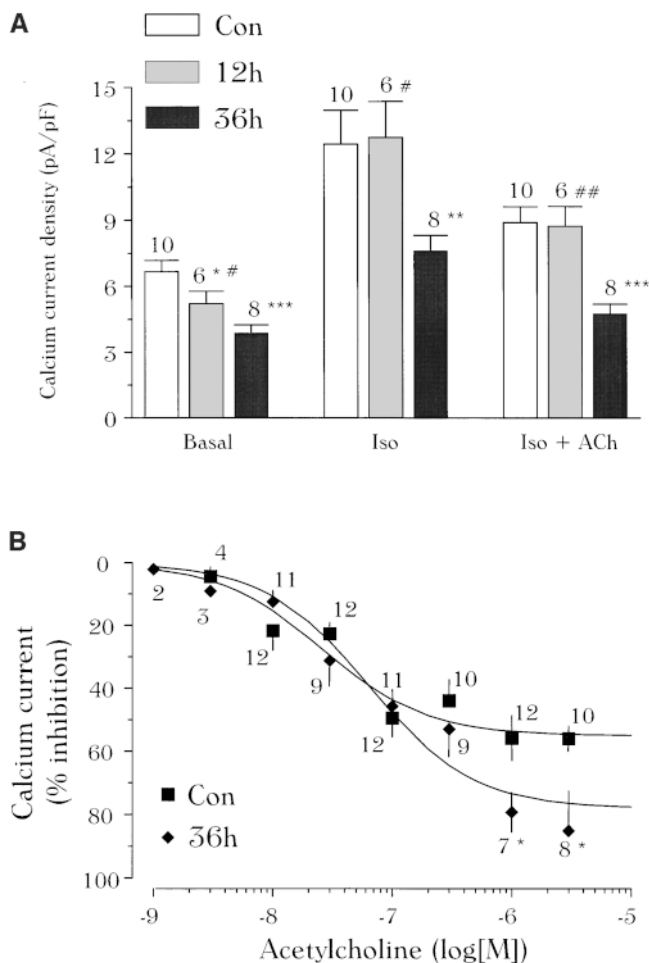 A
Con
12h
36h
Calcium current density (pA/pF)
15
12
9
6
3
0
10
6 * #
8 ***
10
6 #
8 **
10
6 ##
8 ***
Basal
Iso
Iso + ACh
B
Calcium current
(% inhibition)
0
20
40
60
80
100
2
4
3
11
12
12
9
11
12
10
9
12
7 *
10
8 *
Con
36h
-9
-8
-7
-6
-5
Acetylcholine (log[M])